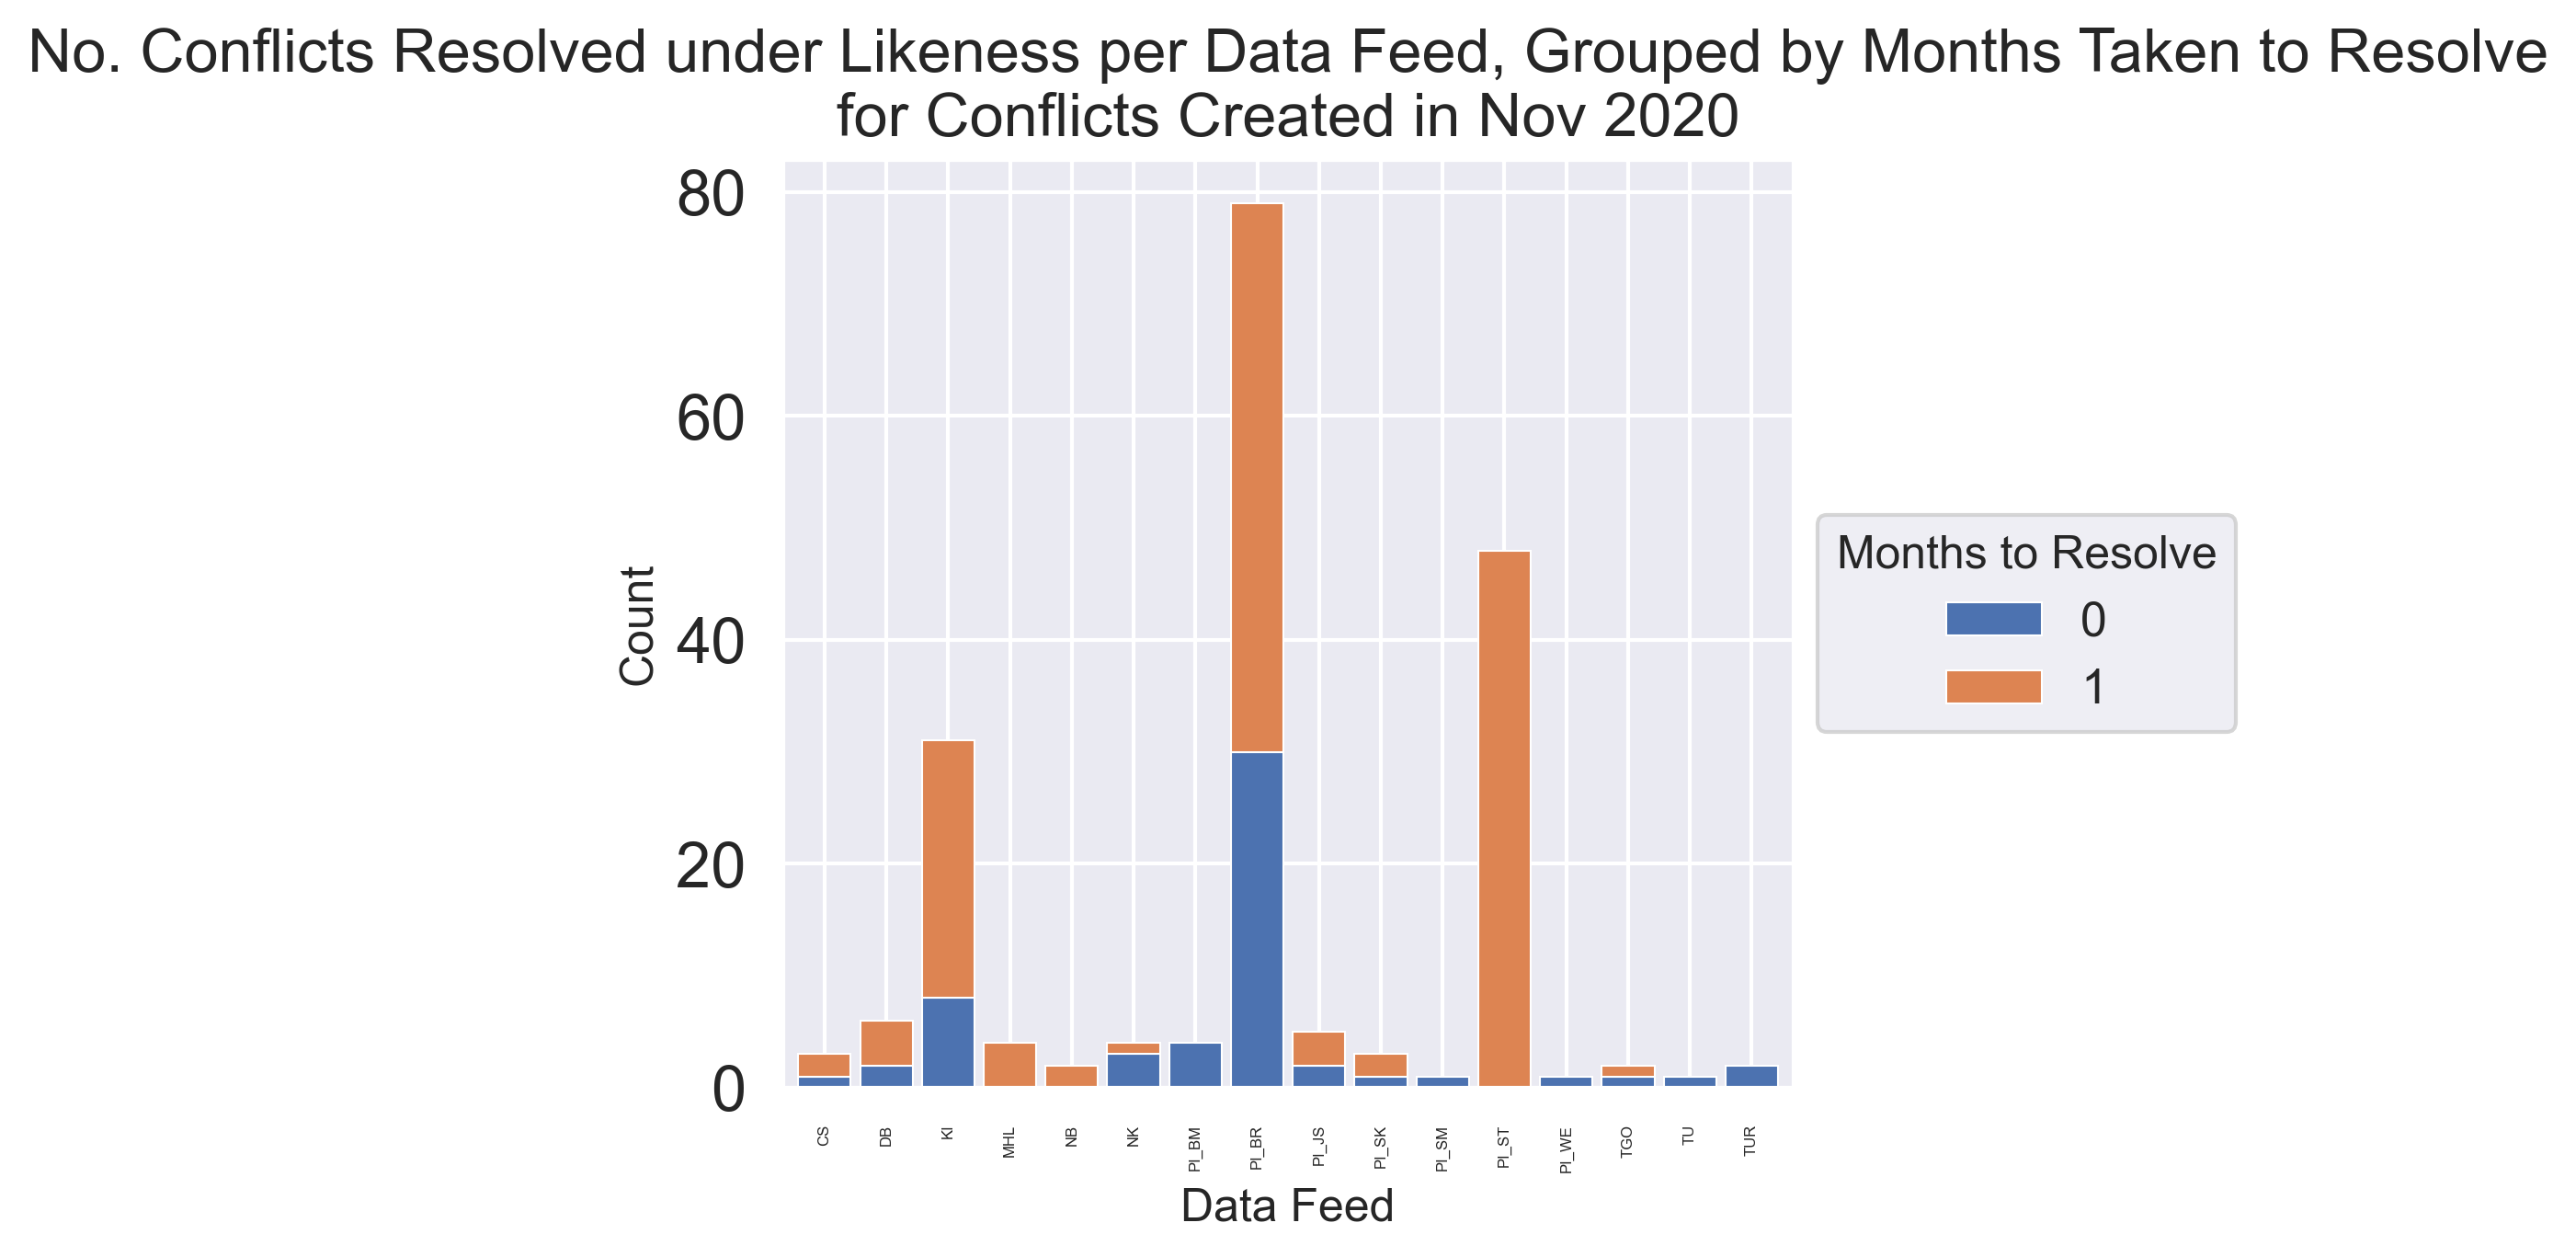 No. Conflicts Resolved under Likeness per Data Feed, Grouped by Months Taken to Resolve
for Conflicts Created in Nov 2020
80
60
40
20
0
Count
CS
DB
KI
MHL
NB
NK
PI_BM
PI_BR
PI_JS
PI_SK
PI_SM
PI_ST
PI_WE
TGO
TU
TUR
Data Feed
Months to Resolve
0
1